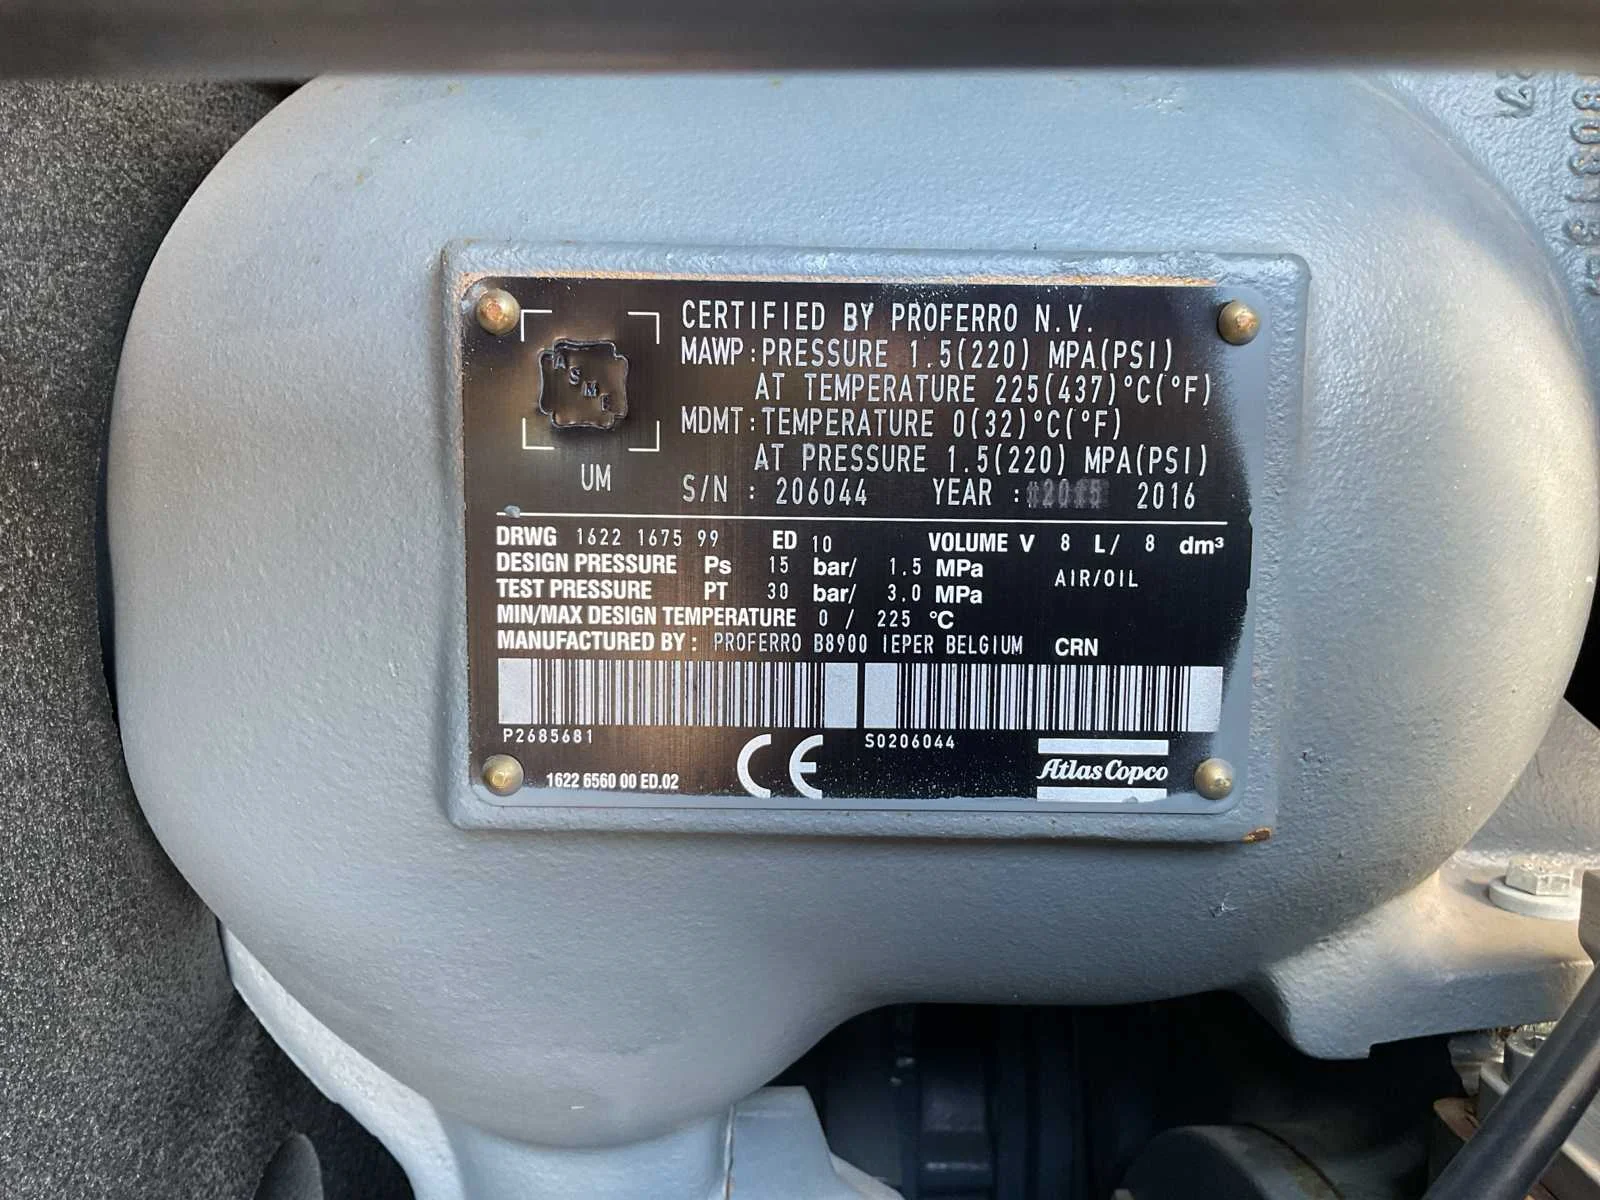 CERTIFIED BY PROFERRO N.V.
MAWP:PRESSURE 1.5(220) MPA(PSI)
AT TEMPERATURE 225(437)°C(°F)
MDMT:TEMPERATURE 0(32)°C(°F)
AT PRESSURE 1.5(220) MPA(PSI)
S/N : 206044 YEAR : 2016
ASME
UM
DRWG 1622 1675 99 ED 10 VOLUME V 8 L/ 8 dm³
DESIGN PRESSURE Ps 15 bar/ 1.5 MPa AIR/OIL
TEST PRESSURE PT 30 bar/ 3.0 MPa
MIN/MAX DESIGN TEMPERATURE 0 / 225 °C
MANUFACTURED BY : PROFERRO B8900 IEPER BELGIUM CRN
P2685681 S0206044
1622 6560 00 ED.02 CE Atlas Copco